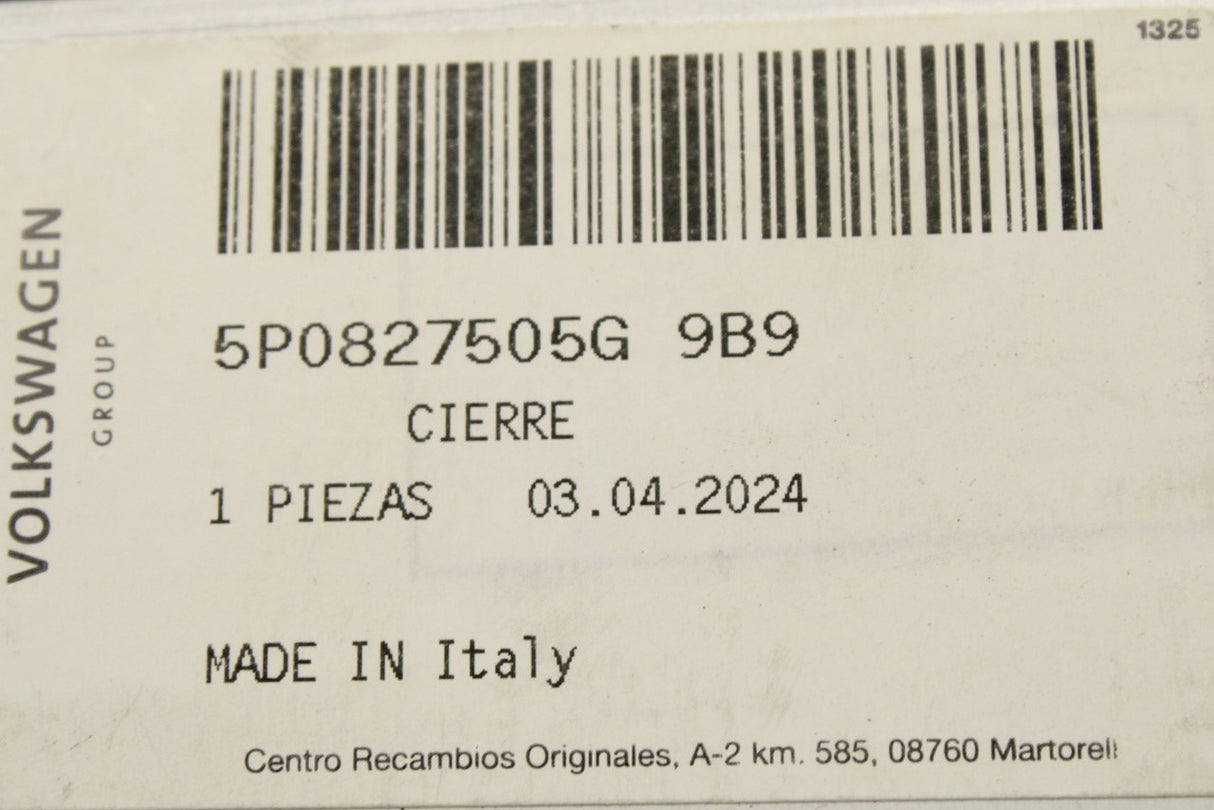 1325
VOLKSWAGEN
GROUP
5P0827505G 9B9
CIERRE
1 PIEZAS 03.04.2024
MADE IN Italy
Centro Recambios Originales, A-2 km. 585, 08760 Martorell